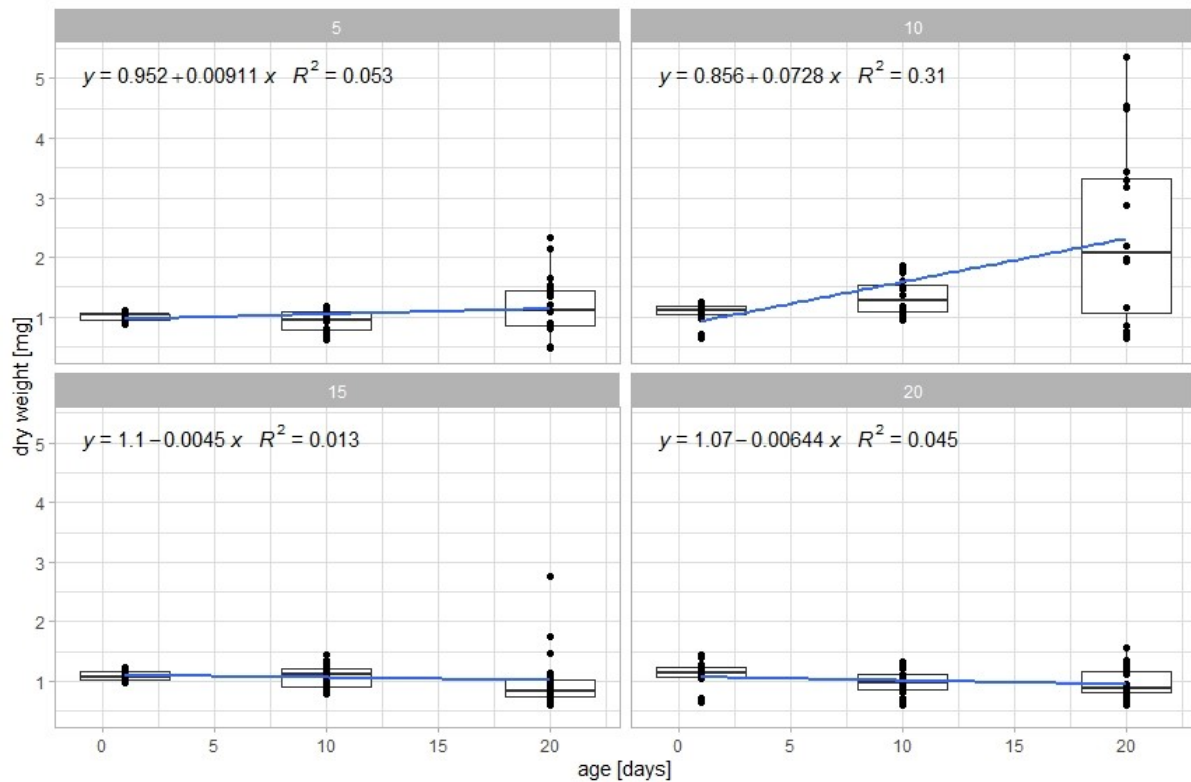 5
10
y = 0.952 + 0.00911 x R² = 0.053
y = 0.856 + 0.0728 x R² = 0.31
5
4
3
2
1
15
20
y = 1.1 − 0.0045 x R² = 0.013
y = 1.07 − 0.00644 x R² = 0.045
5
4
3
2
1
dry weight [mg]
0 5 10 15 20
0 5 10 15 20
age [days]